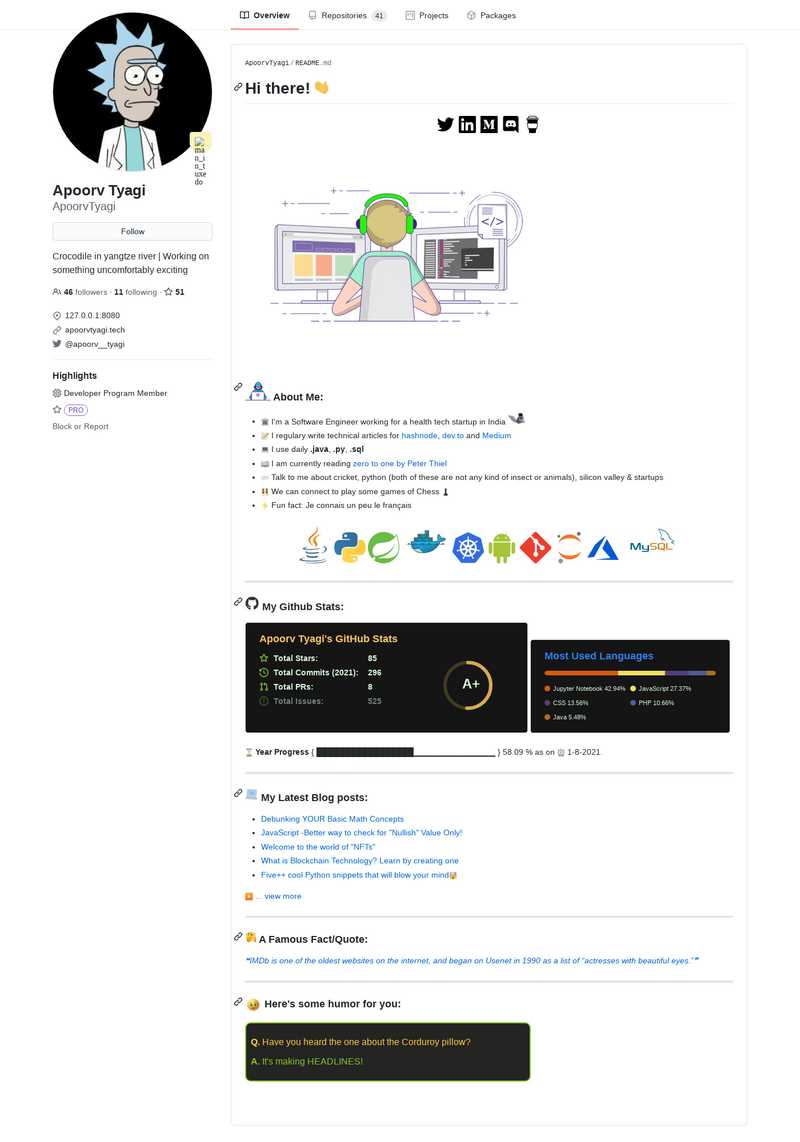 Overview
Repositories 41
Projects
Packages
man_in_tuxedo
Apoorv Tyagi
ApoorvTyagi
Follow
Crocodile in yangtze river | Working on
something uncomfortably exciting
46 followers · 11 following · 51
127.0.0.1:8080
apoorvtyagi.tech
@apoorv__tyagi
Highlights
Developer Program Member
PRO
Block or Report
ApoorvTyagi / README.md
Hi there! 👋
</>
About Me:
I'm a Software Engineer working for a health tech startup in India
I regulary write technical articles for hashnode, dev.to and Medium
I use daily .java, .py, .sql
I am currently reading zero to one by Peter Thiel
Talk to me about cricket, python (both of these are not any kind of insect or animals), silicon valley & startups
We can connect to play some games of Chess ♟
⚡ Fun fact: Je connais un peu le français
MySQL
My Github Stats:
Apoorv Tyagi's GitHub Stats
Total Stars: 85
Total Commits (2021): 296
Total PRs: 8
Total Issues: 525
A+
Most Used Languages
Jupyter Notebook 42.94%
JavaScript 27.37%
CSS 13.56%
PHP 10.66%
Java 5.48%
⏳ Year Progress { █████████████████▁▁▁▁▁▁▁▁▁▁▁▁▁ } 58.09 % as on ⏰ 1-8-2021
My Latest Blog posts:
Debunking YOUR Basic Math Concepts
JavaScript -Better way to check for "Nullish" Value Only!
Welcome to the world of "NFTs"
What is Blockchain Technology? Learn by creating one
Five++ cool Python snippets that will blow your mind🤯
▶ ... view more
A Famous Fact/Quote:
❝IMDb is one of the oldest websites on the internet, and began on Usenet in 1990 as a list of “actresses with beautiful eyes.”❞
Here's some humor for you:
Q. Have you heard the one about the Corduroy pillow?
A. It's making HEADLINES!